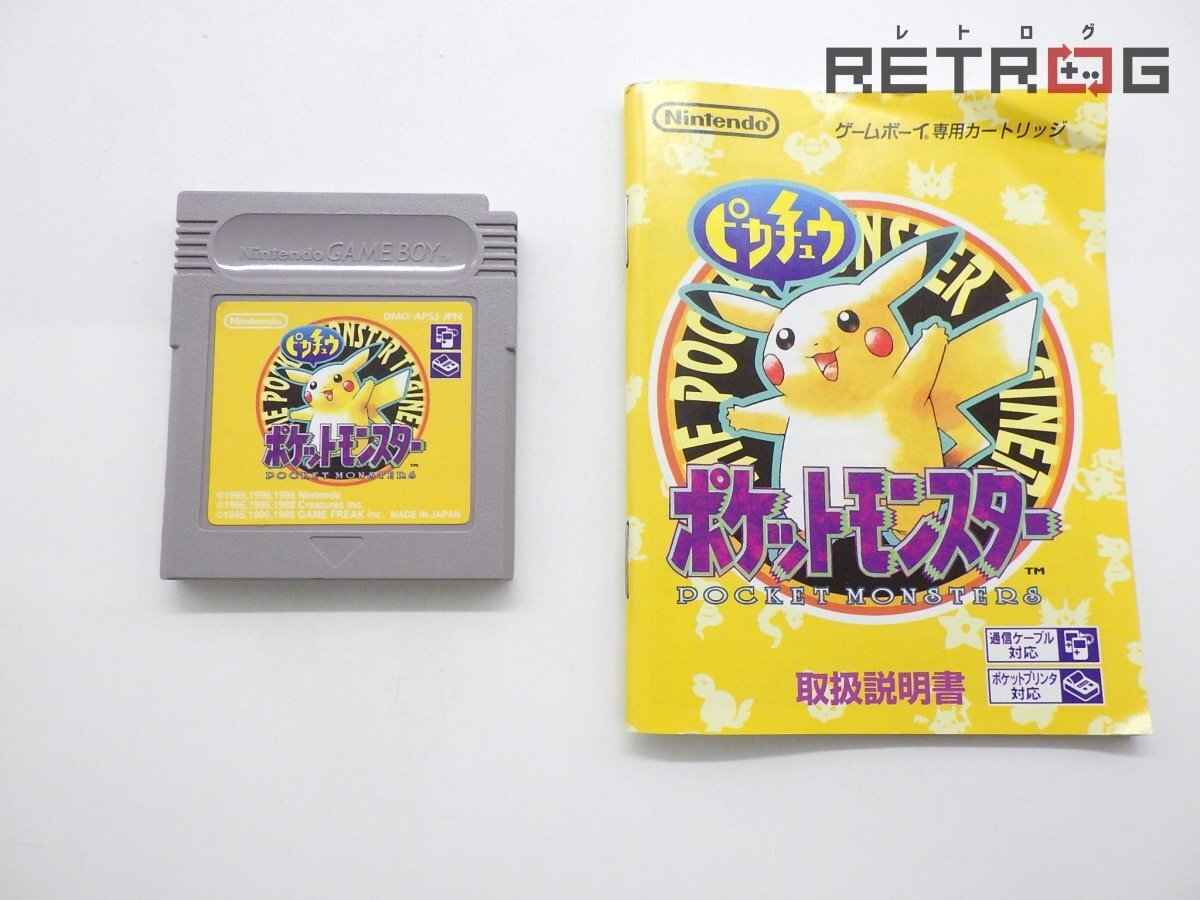 レトログ
RETROG
Nintendo GAME BOY TM
Nintendo
DMG-APSJ-JPN
ピカチュウ
ポケットモンスター
TM
POCKET MONSTERS
©1995,1996,1998 Nintendo
©1995,1996,1998 Creatures inc.
©1995,1996,1998 GAME FREAK inc. MADE IN JAPAN
Nintendo
ゲームボーイ®専用カートリッジ
ピカチュウ
ポケットモンスター
TM
POCKET MONSTERS
通信ケーブル
対応
ポケットプリンタ
対応
取扱説明書